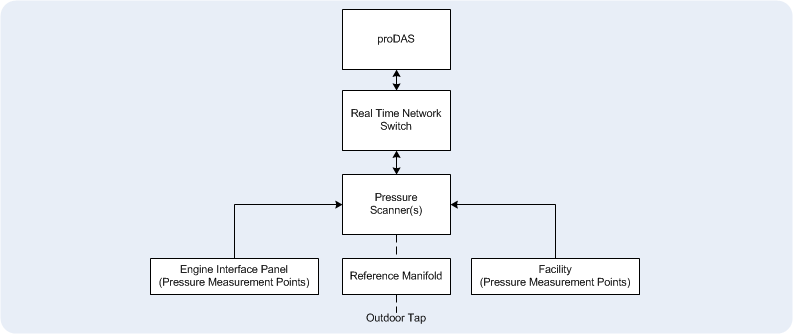 proDAS
Real Time Network
Switch
Pressure
Scanner(s)
Engine Interface Panel
(Pressure Measurement Points)
Reference Manifold
Facility
(Pressure Measurement Points)
Outdoor Tap